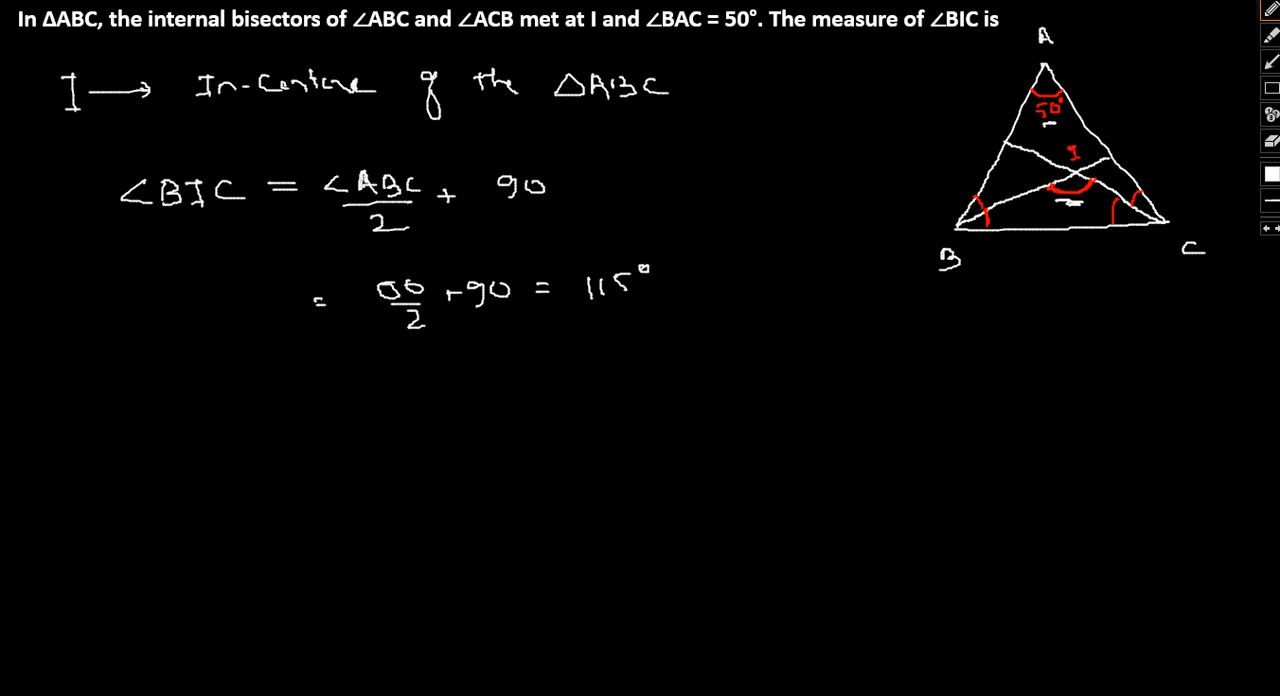 In ΔABC, the internal bisectors of ∠ABC and ∠ACB met at I and ∠BAC = 50°. The measure of ∠BIC is
A
I → In-Centre of the ΔABC
50°
I
∠BIC = ∠ABC/2 + 90
B
C
= 50/2 + 90 = 115°